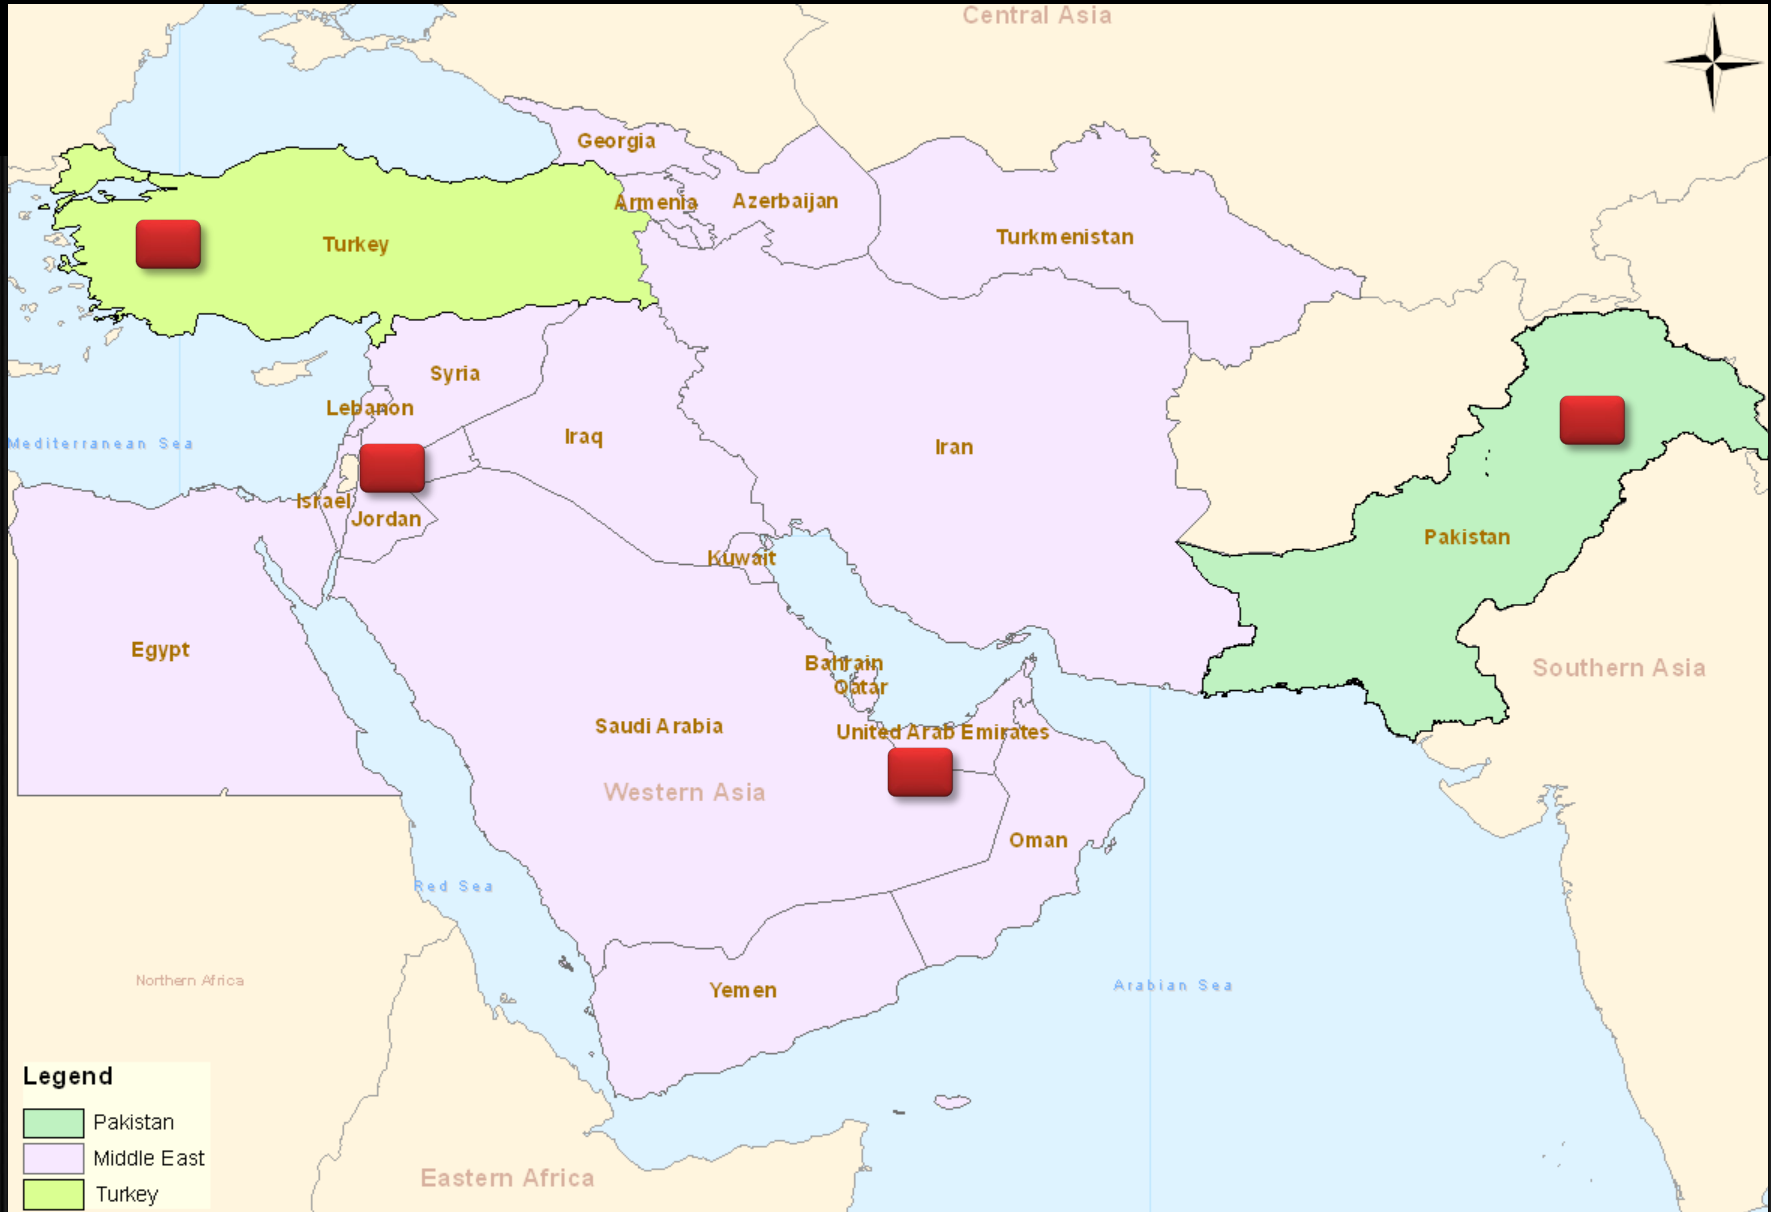 Central Asia
Georgia
Armenia
Azerbaijan
Turkey
Turkmenistan
Syria
Lebanon
Mediterranean Sea
Iraq
Iran
Israel
Jordan
Pakistan
Kuwait
Egypt
Bahrain
Qatar
Southern Asia
Saudi Arabia
United Arab Emirates
Western Asia
Oman
Red Sea
Northern Africa
Yemen
Arabian Sea
Eastern Africa
Legend
Pakistan
Middle East
Turkey